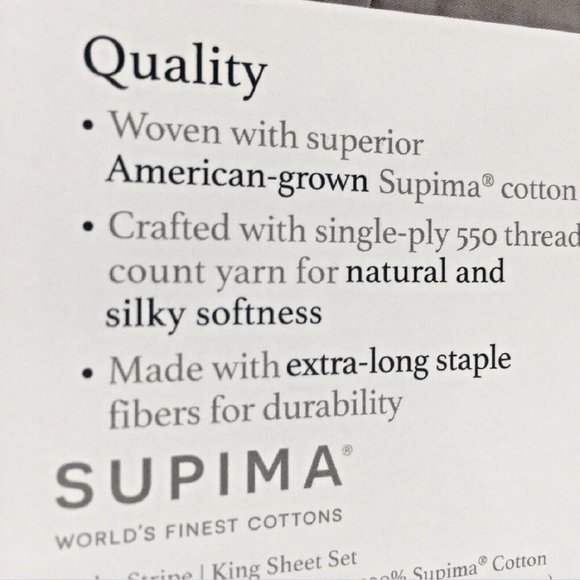 Quality
• Woven with superior
American-grown Supima® cotton
• Crafted with single-ply 550 thread
count yarn for natural and
silky softness
• Made with extra-long staple
fibers for durability
SUPIMA®
WORLD'S FINEST COTTONS
Stripe | King Sheet Set
Supima® Cotton